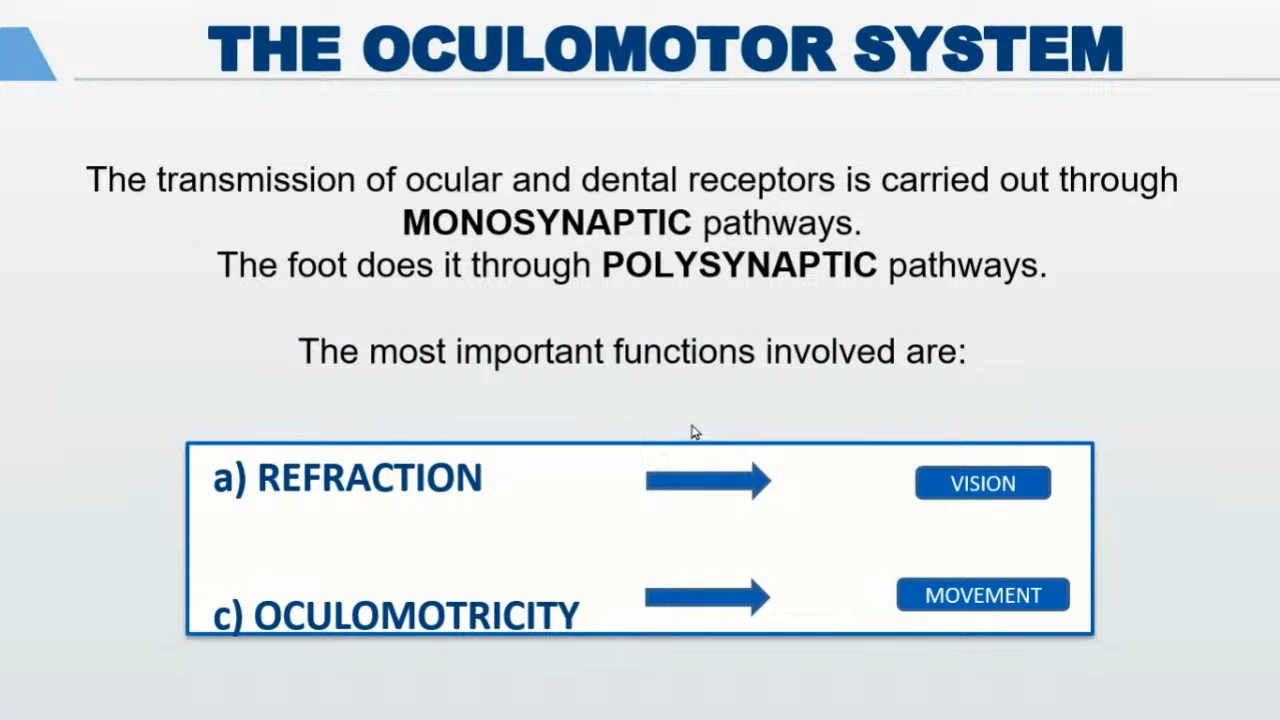 THE OCULOMOTOR SYSTEM
The transmission of ocular and dental receptors is carried out through
MONOSYNAPTIC pathways.
The foot does it through POLYSYNAPTIC pathways.
The most important functions involved are:
a) REFRACTION
VISION
c) OCULOMOTRICITY
MOVEMENT